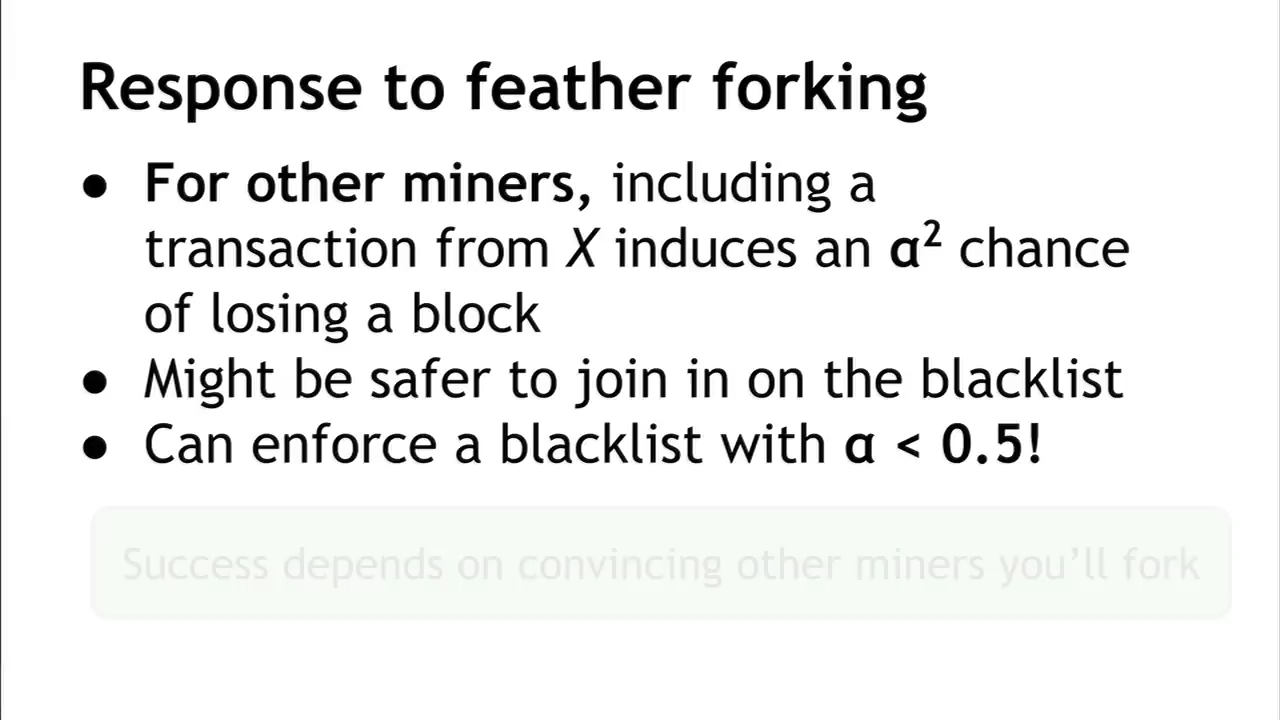 Response to feather forking
● For other miners, including a
transaction from X induces an α² chance
of losing a block
● Might be safer to join in on the blacklist
● Can enforce a blacklist with α < 0.5!
Success depends on convincing other miners you’ll fork